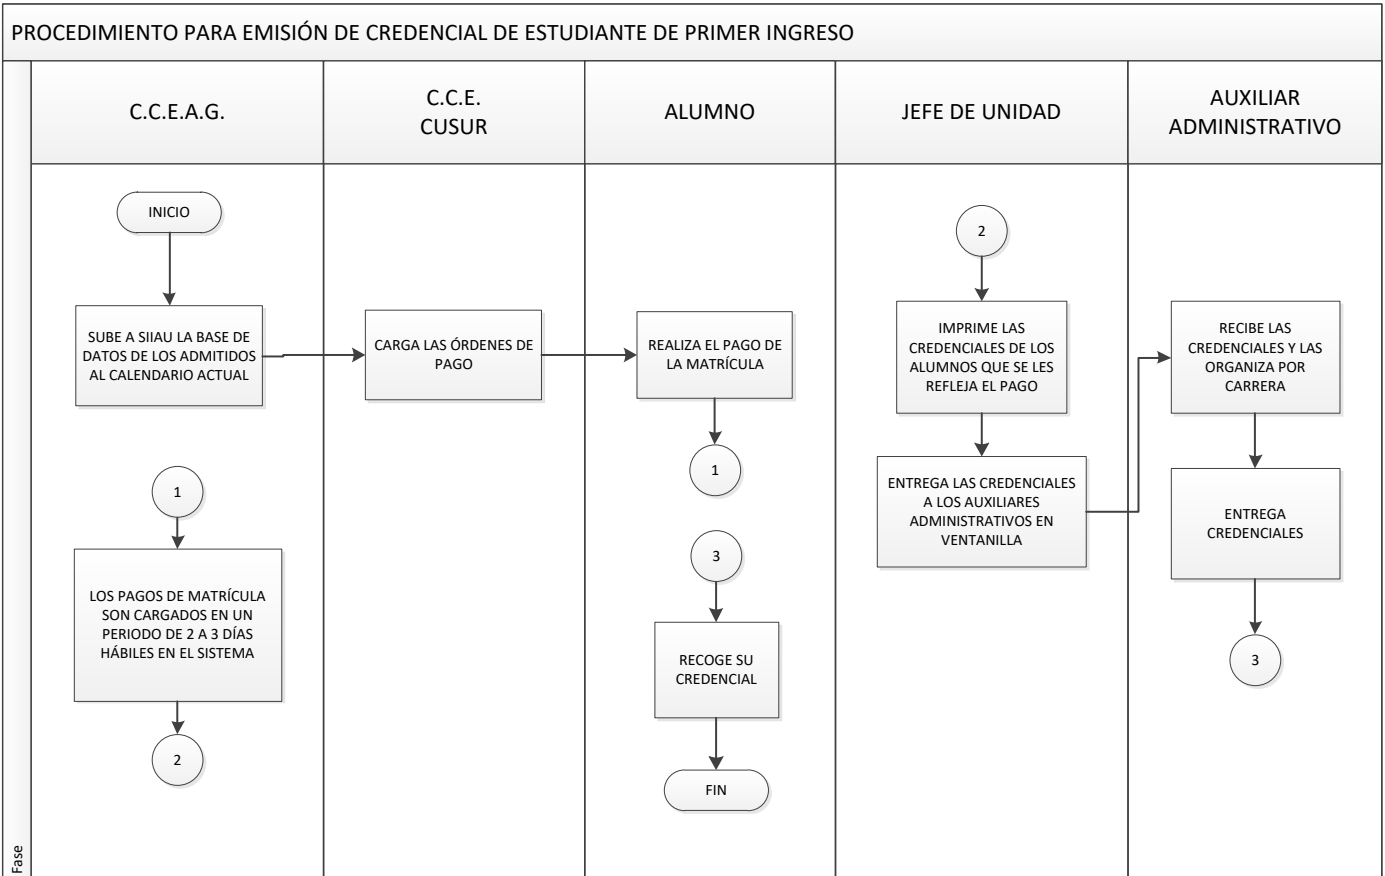 PROCEDIMIENTO PARA EMISIÓN DE CREDENCIAL DE ESTUDIANTE DE PRIMER INGRESO
Fase
C.C.E.A.G.
C.C.E.
CUSUR
ALUMNO
JEFE DE UNIDAD
AUXILIAR
ADMINISTRATIVO
INICIO
SUBE A SIIAU LA BASE DE
DATOS DE LOS ADMITIDOS
AL CALENDARIO ACTUAL
1
LOS PAGOS DE MATRÍCULA
SON CARGADOS EN UN
PERIODO DE 2 A 3 DÍAS
HÁBILES EN EL SISTEMA
2
CARGA LAS ÓRDENES DE
PAGO
REALIZA EL PAGO DE
LA MATRÍCULA
1
3
RECOGE SU
CREDENCIAL
FIN
2
IMPRIME LAS
CREDENCIALES DE LOS
ALUMNOS QUE SE LES
REFLEJA EL PAGO
ENTREGA LAS CREDENCIALES
A LOS AUXILIARES
ADMINISTRATIVOS EN
VENTANILLA
RECIBE LAS
CREDENCIALES Y LAS
ORGANIZA POR
CARRERA
ENTREGA
CREDENCIALES
3